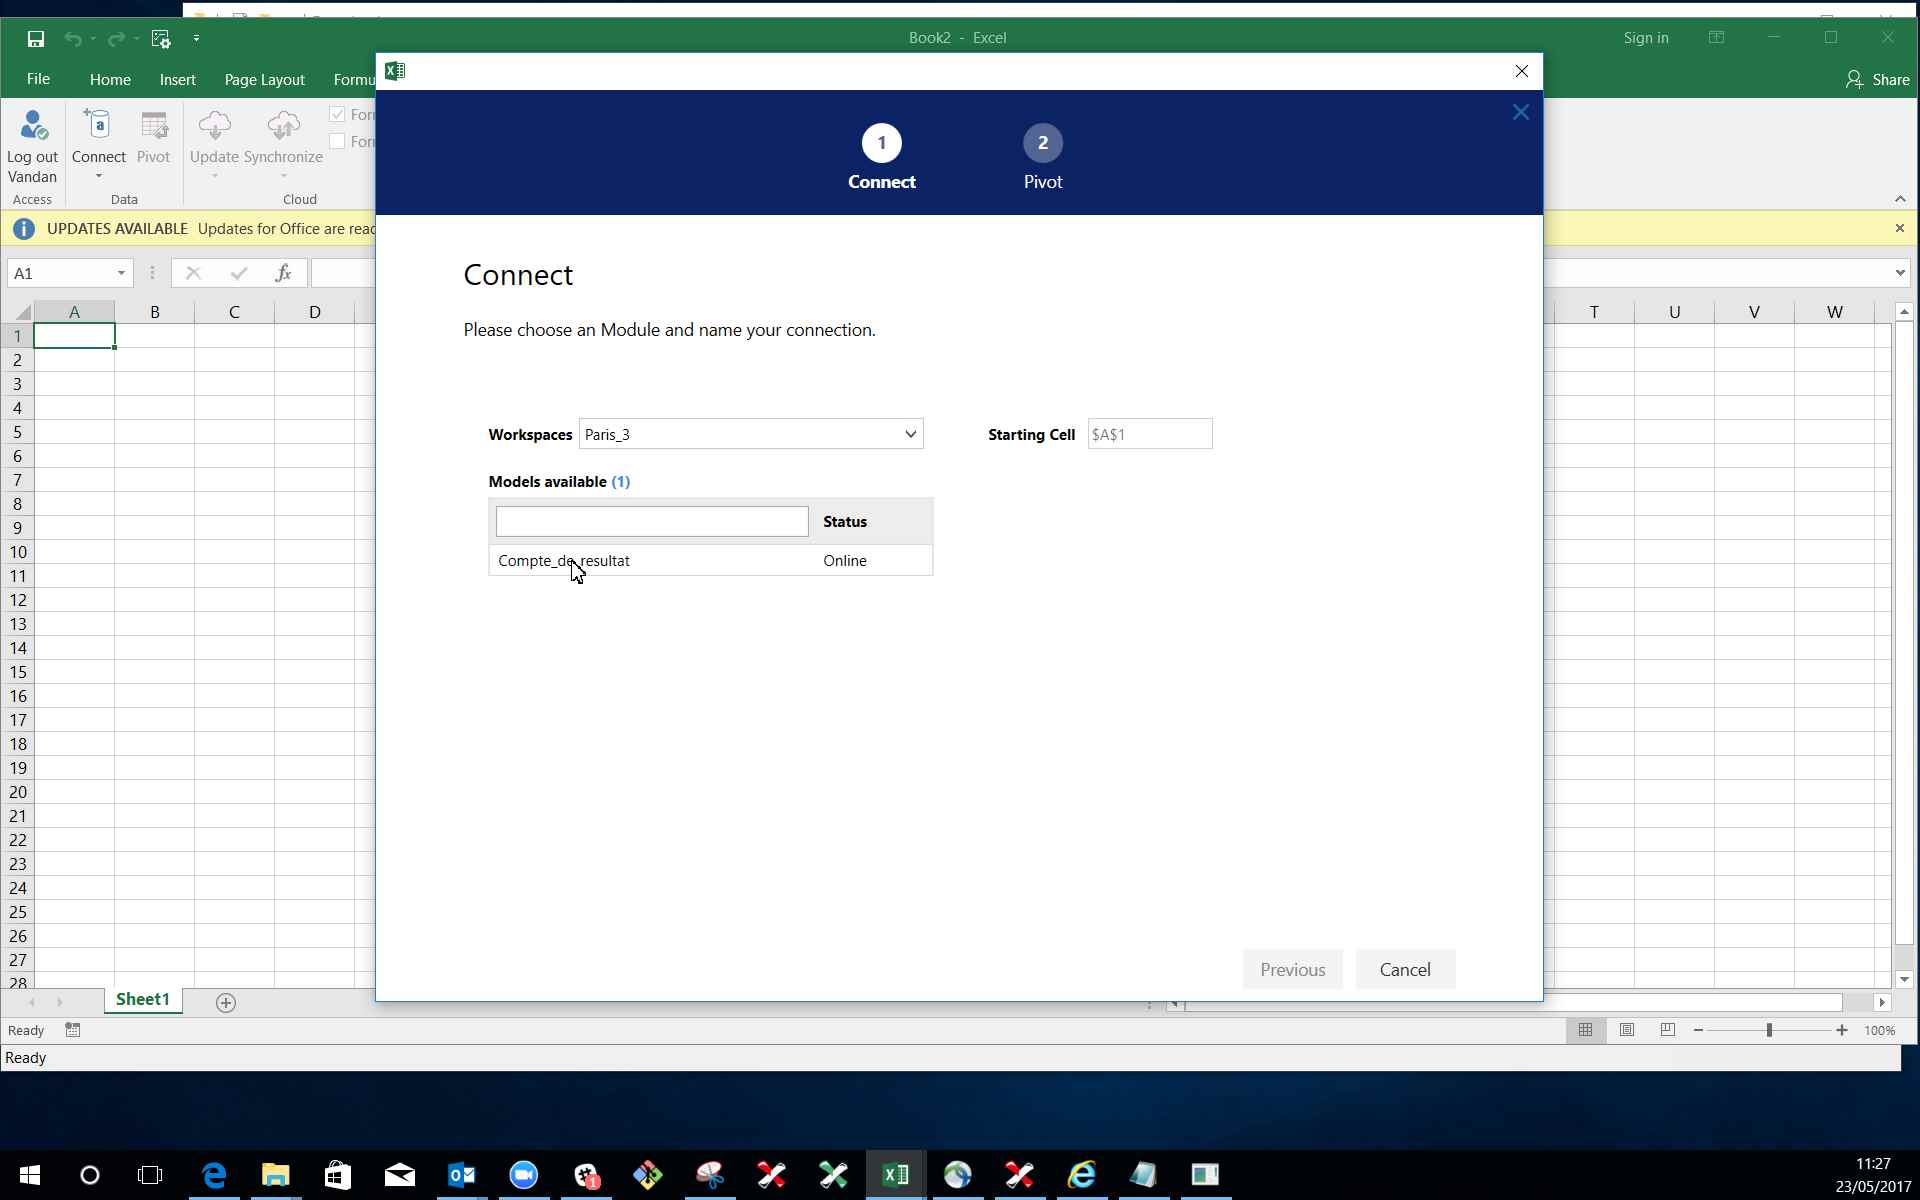 Book2 - Excel
Sign in
File
Home
Insert
Page Layout
Formu
Share
Log out
Vandan
Connect
Pivot
Update
Synchronize
Forr
Forr
Access
Data
Cloud
UPDATES AVAILABLE Updates for Office are reac
1
2
Connect
Pivot
A1
fx
Connect
Please choose an Module and name your connection.
A B C D T U V W
1
2
3
4
5
6
7
8
9
10
11
12
13
14
15
16
17
18
19
20
21
22
23
24
25
26
27
28
Workspaces Paris_3
Starting Cell $A$1
Models available (1)
Status
Compte_de_resultat Online
Previous
Cancel
Sheet1
Ready
100%
Ready
1
11:27
23/05/2017